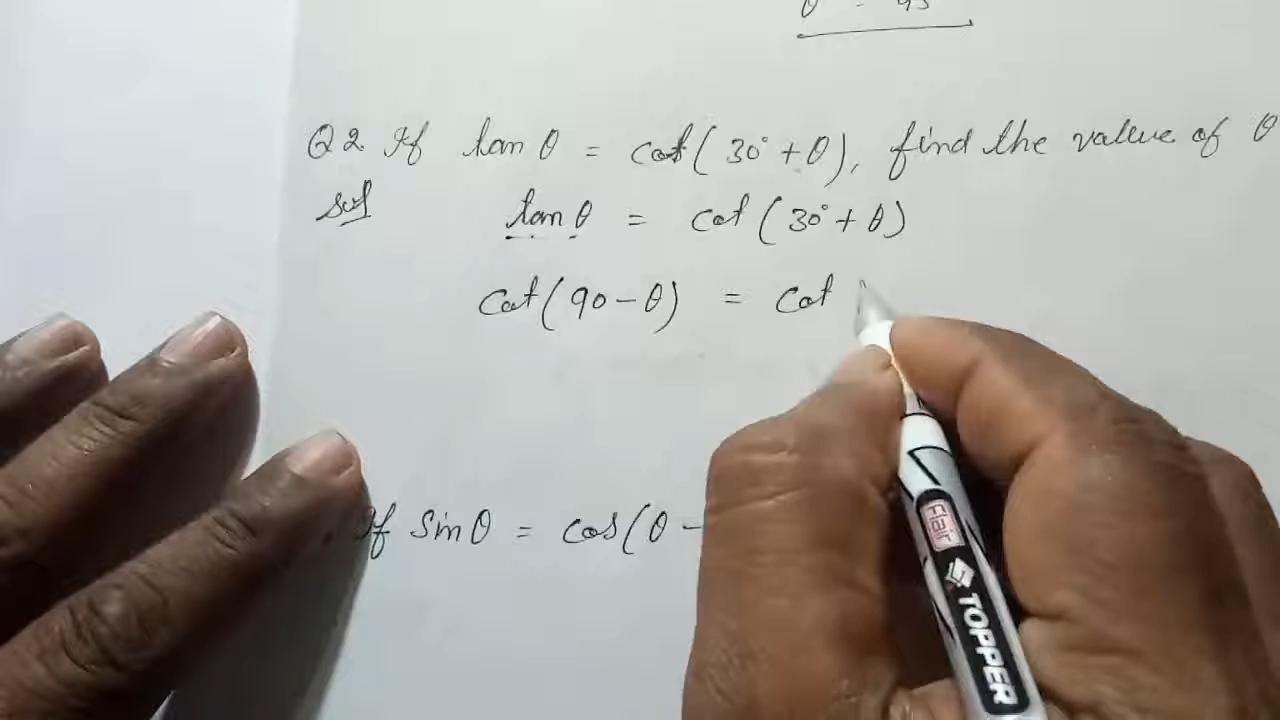 θ = 45
Q2. If tan θ = cot(30° + θ), find the value of θ
Sol tan θ = cot(30° + θ)
cot(90 - θ) = cot
If sin θ = cos(θ -
Flair
TOPPER